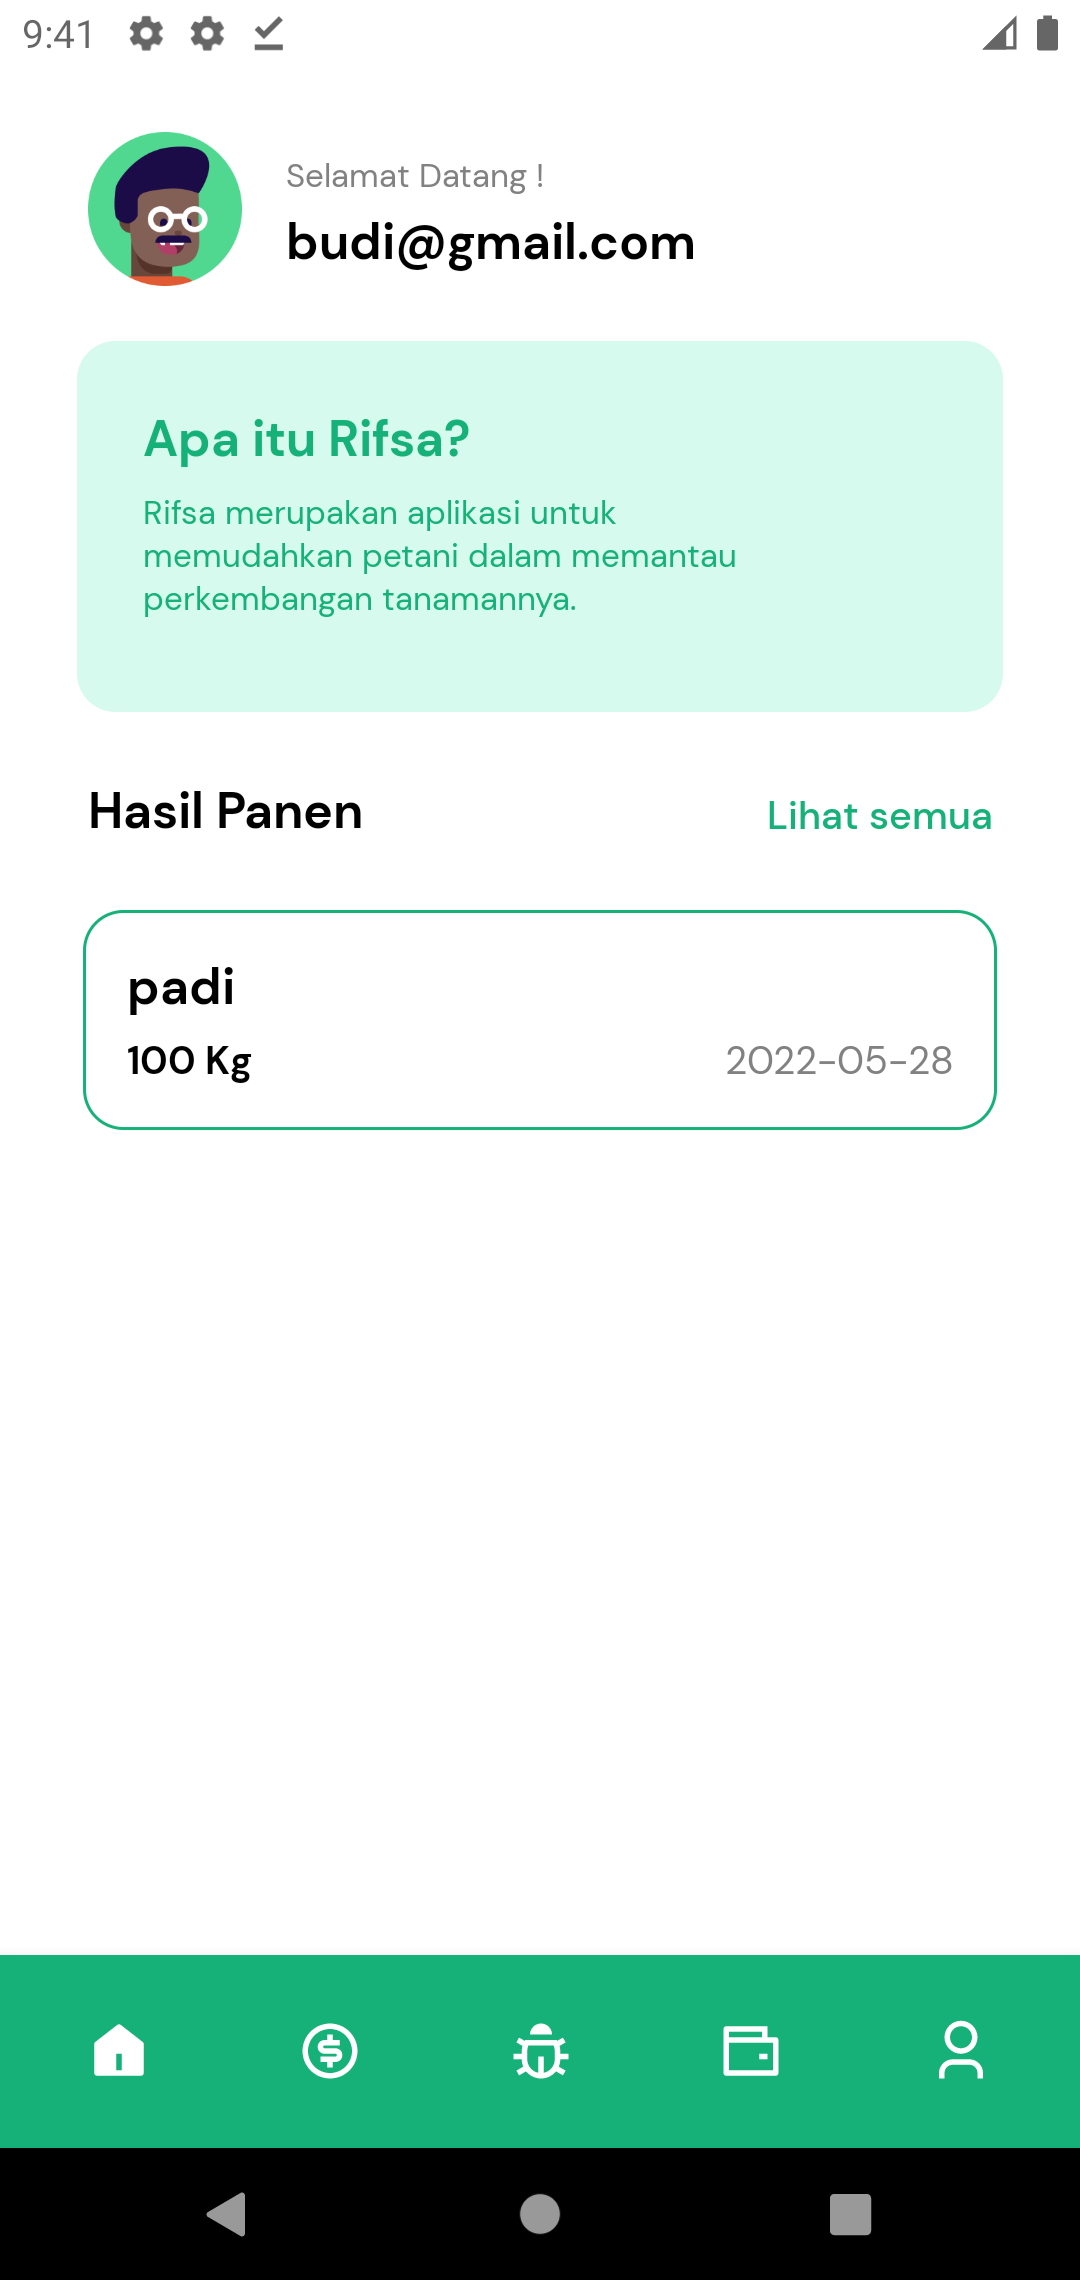 9:41
Selamat Datang !
budi@gmail.com
Apa itu Rifsa?
Rifsa merupakan aplikasi untuk
memudahkan petani dalam memantau
perkembangan tanamannya.
Hasil Panen
Lihat semua
padi
100 Kg
2022-05-28